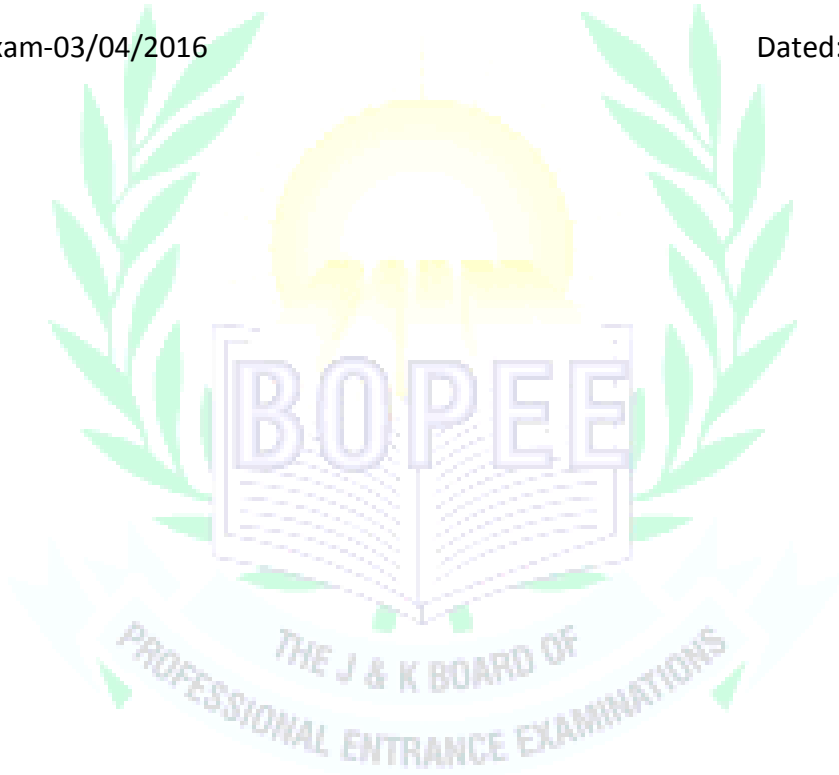 xam-03/04/2016 Dated:
BOPEE
THE J & K BOARD OF
PROFESSIONAL ENTRANCE EXAMINATIONS